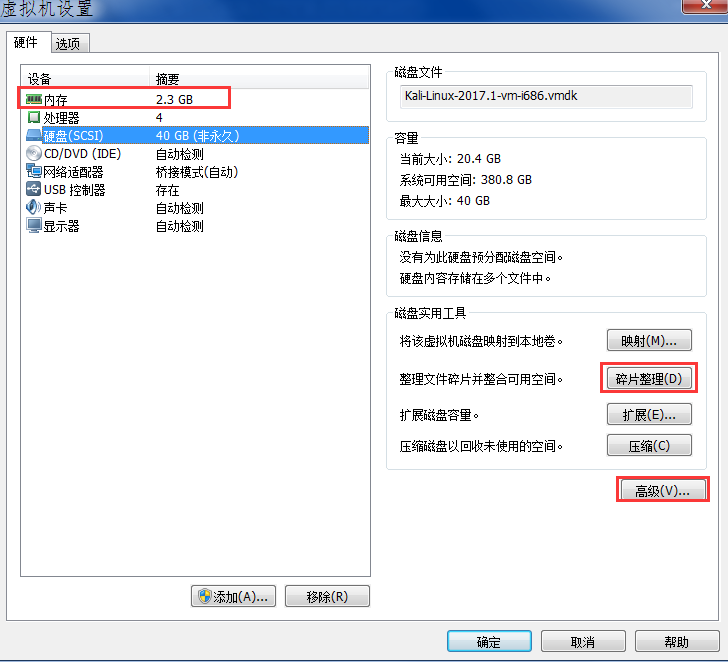 虚拟机设置
硬件 选项
设备 摘要
内存 2.3 GB
处理器 4
硬盘(SCSI) 40 GB (非永久)
CD/DVD (IDE) 自动检测
网络适配器 桥接模式(自动)
USB 控制器 存在
声卡 自动检测
显示器 自动检测
添加(A)... 移除(R)
磁盘文件
Kali-Linux-2017.1-vm-i686.vmdk
容量
当前大小: 20.4 GB
系统可用空间: 380.8 GB
最大大小: 40 GB
磁盘信息
没有为此硬盘预分配磁盘空间。
硬盘内容存储在多个文件中。
磁盘实用工具
将该虚拟机磁盘映射到本地卷。 映射(M)...
整理文件碎片并整合可用空间。 碎片整理(D)
扩展磁盘容量。 扩展(E)...
压缩磁盘以回收未使用的空间。 压缩(C)
高级(V)...
确定 取消 帮助